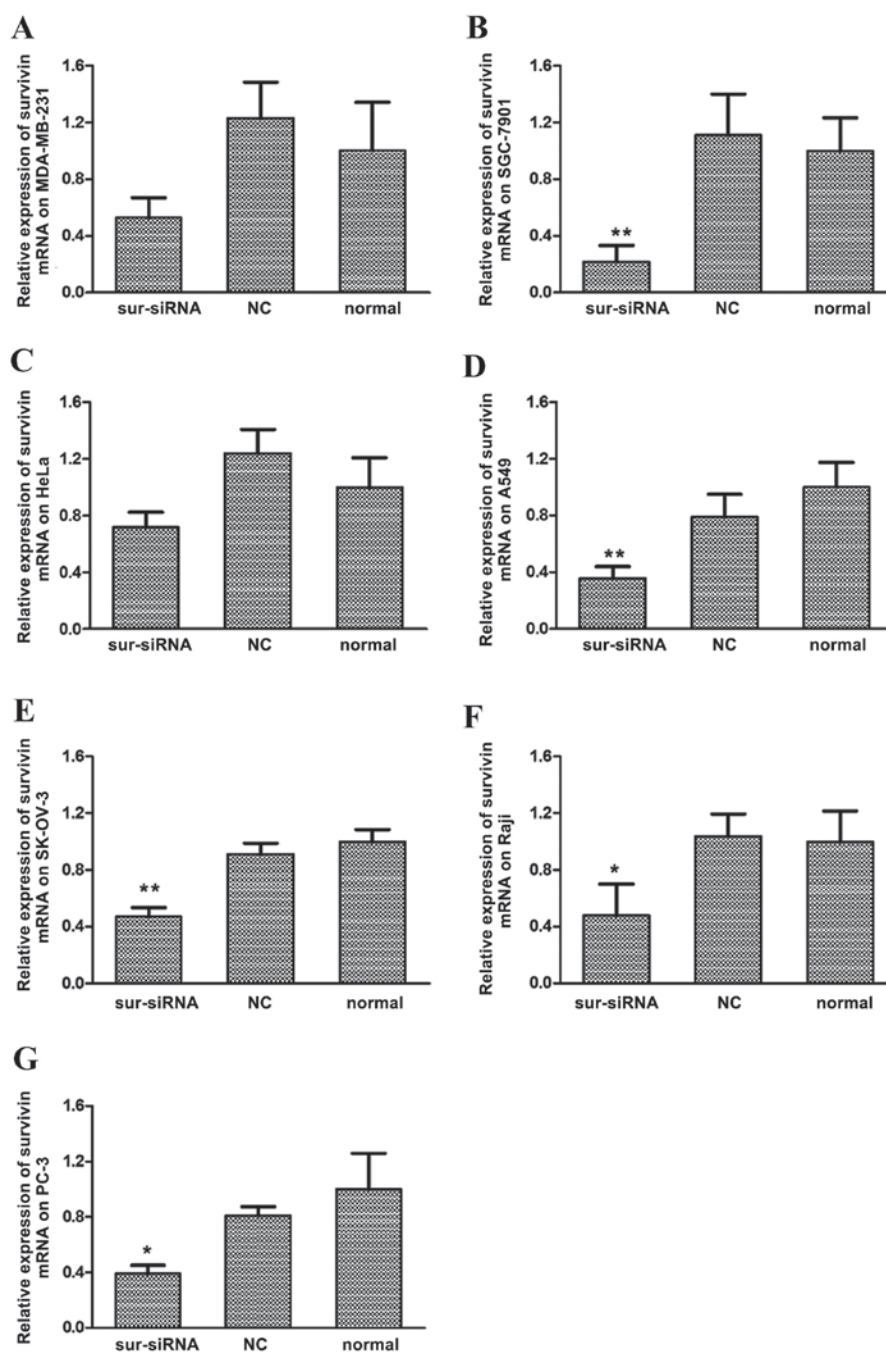 A
Relative expression of survivin
mRNA on MDA-MB-231
1.6
1.2
0.8
0.4
0.0
sur-siRNA NC normal
B
Relative expression of survivin
mRNA on SGC-7901
1.6
1.2
0.8
0.4
0.0
**
sur-siRNA NC normal
C
Relative expression of survivin
mRNA on HeLa
1.6
1.2
0.8
0.4
0.0
sur-siRNA NC normal
D
Relative expression of survivin
mRNA on A549
1.6
1.2
0.8
0.4
0.0
**
sur-siRNA NC normal
E
Relative expression of survivin
mRNA on SK-OV-3
1.6
1.2
0.8
0.4
0.0
**
sur-siRNA NC normal
F
Relative expression of survivin
mRNA on Raji
1.6
1.2
0.8
0.4
0.0
*
sur-siRNA NC normal
G
Relative expression of survivin
mRNA on PC-3
1.6
1.2
0.8
0.4
0.0
*
sur-siRNA NC normal